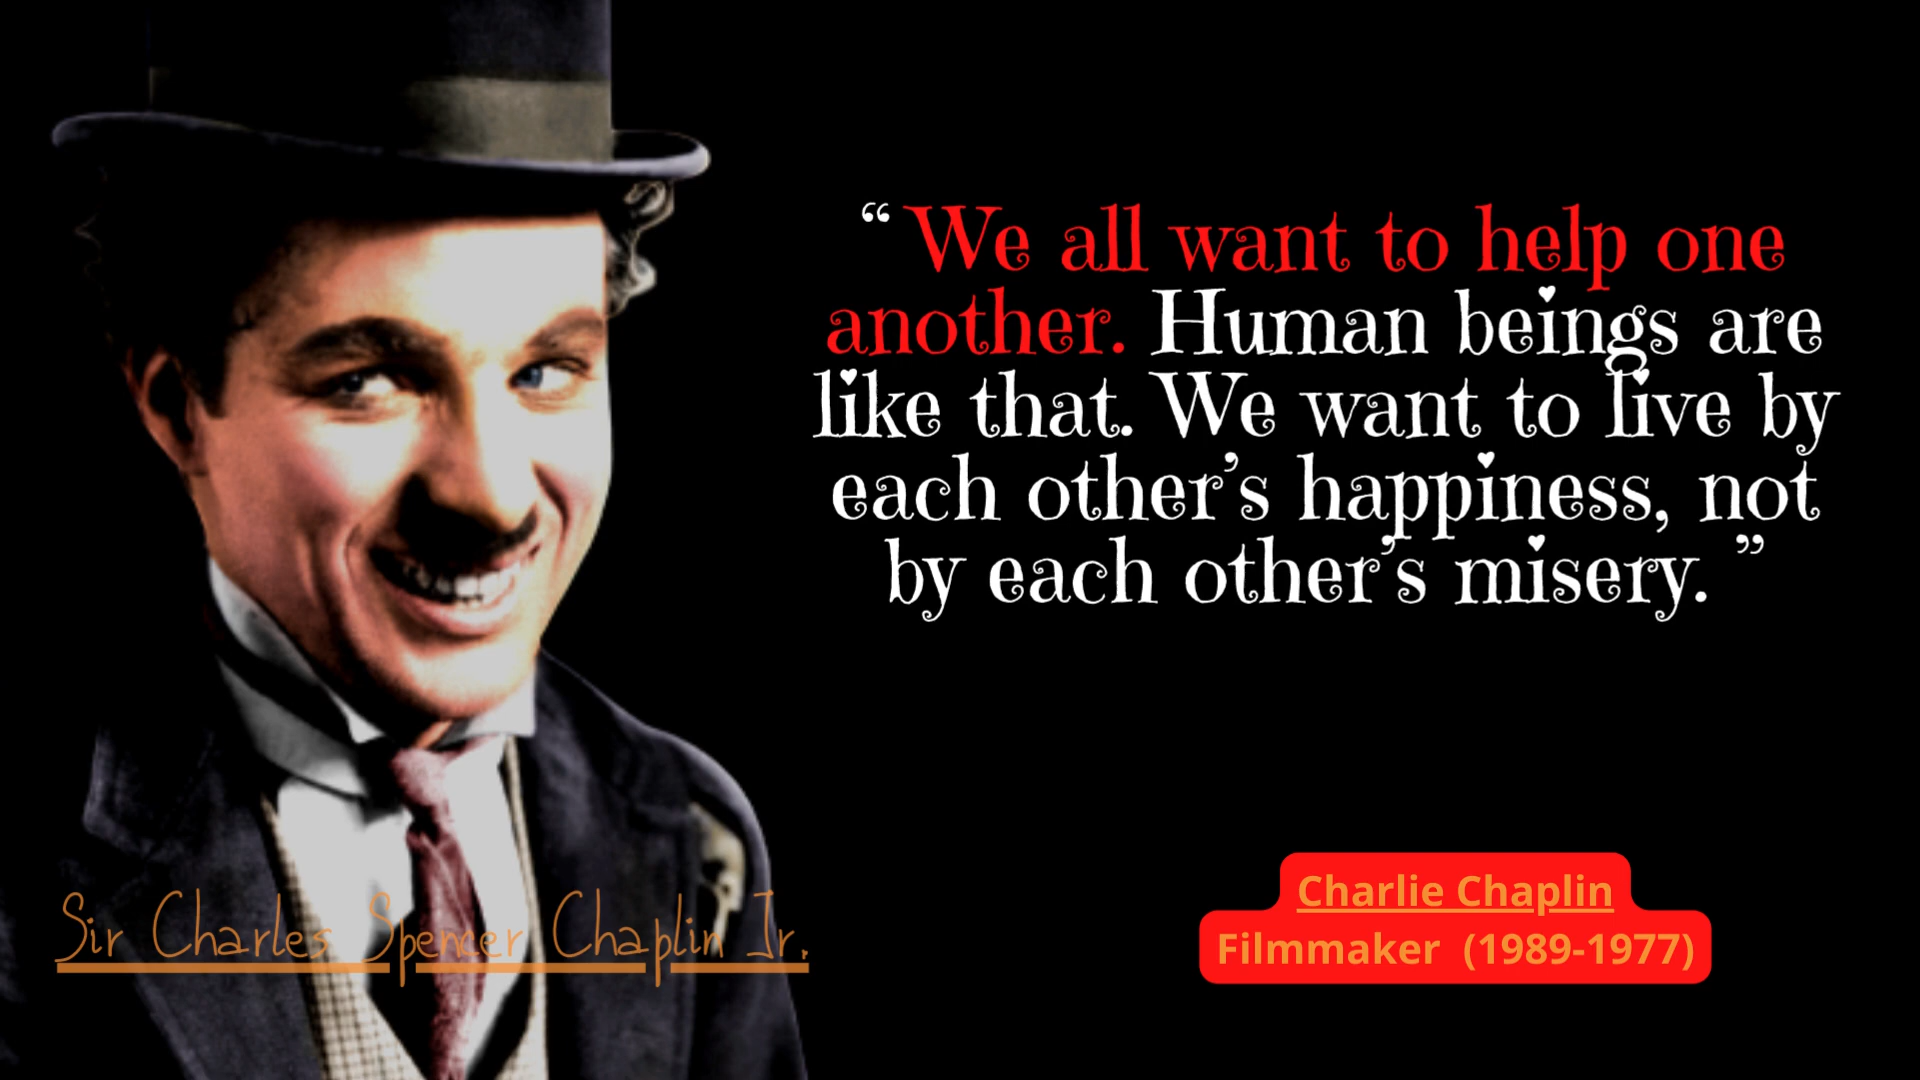 “ We all want to help one
another. Human beings are
like that. We want to live by
each other’s happiness, not
by each other’s misery. ”
Sir Charles Spencer Chaplin Jr.
Charlie Chaplin
Filmmaker (1989-1977)